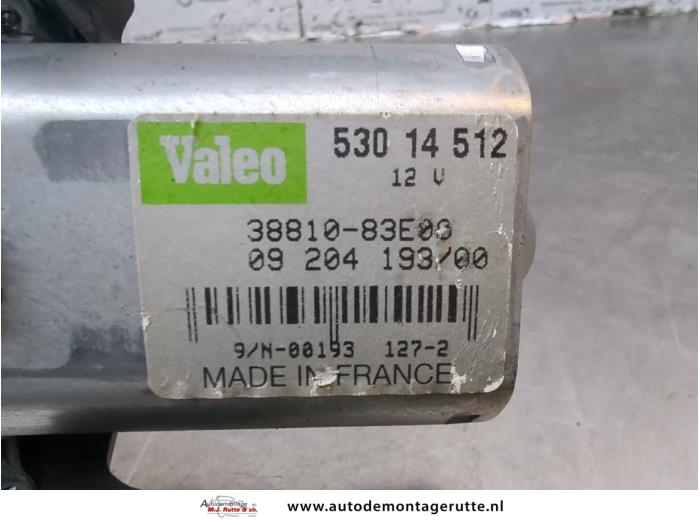 Valeo
530 14 512
12 V
38810-83E00
09 204 193/00
9/N-00193 127-2
MADE IN FRANCE
Autodemontage
M.J. Rutte & zn.
www.autodemontagerutte.nl